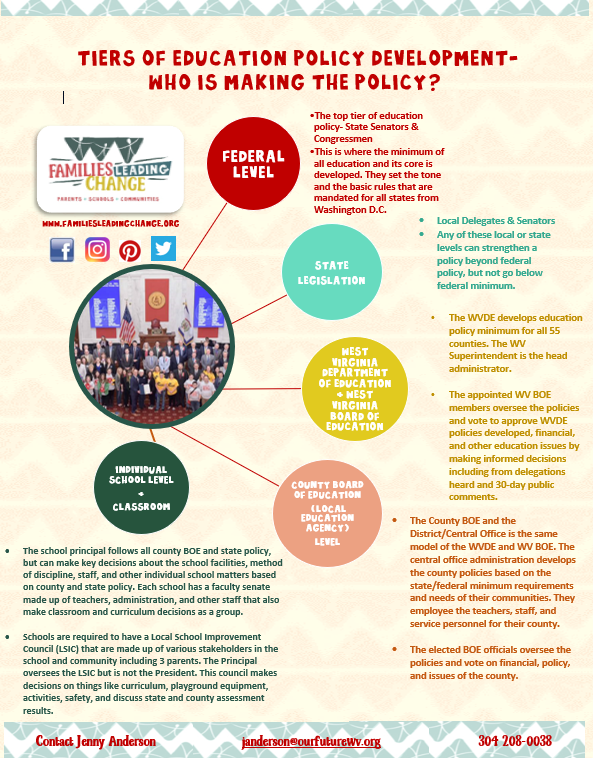 TIERS OF EDUCATION POLICY DEVELOPMENT-
WHO IS MAKING THE POLICY?
FAMILIES LEADING
CHANGE
PARENTS • SCHOOLS • COMMUNITIES
WWW.FAMILIESLEADINGCHANGE.ORG
FEDERAL
LEVEL
•The top tier of education
policy- State Senators &
Congressmen
•This is where the minimum of
all education and its core is
developed. They set the tone
and the basic rules that are
mandated for all states from
Washington D.C.
STATE
LEGISLATION
• Local Delegates & Senators
• Any of these local or state
levels can strengthen a
policy beyond federal
policy, but not go below
federal minimum.
WEST
VIRGINIA
DEPARTMENT
OF EDUCATION
& WEST
VIRGINIA
BOARD OF
EDUCATION
• The WVDE develops education
policy minimum for all 55
counties. The WV
Superintendent is the head
administrator.
• The appointed WV BOE
members oversee the policies
and vote to approve WVDE
policies developed, financial,
and other education issues by
making informed decisions
including from delegations
heard and 30-day public
comments.
COUNTY BOARD
OF EDUCATION
(LOCAL
EDUCATION
AGENCY)
LEVEL
• The County BOE and the
District/Central Office is the same
model of the WVDE and WV BOE. The
central office administration develops
the county policies based on the
state/federal minimum requirements
and needs of their communities. They
employee the teachers, staff, and
service personnel for their county.
• The elected BOE officials oversee the
policies and vote on financial, policy,
and issues of the county.
INDIVIDUAL
SCHOOL LEVEL
&
CLASSROOM
• The school principal follows all county BOE and state policy,
but can make key decisions about the school facilities, method
of discipline, staff, and other individual school matters based
on county and state policy. Each school has a faculty senate
made up of teachers, administration, and other staff that also
make classroom and curriculum decisions as a group.
• Schools are required to have a Local School Improvement
Council (LSIC) that are made up of various stakeholders in the
school and community including 3 parents. The Principal
oversees the LSIC but is not the President. This council makes
decisions on things like curriculum, playground equipment,
activities, safety, and discuss state and county assessment
results.
Contact Jenny Anderson janderson@ourfutureWv.org 304 208-0038